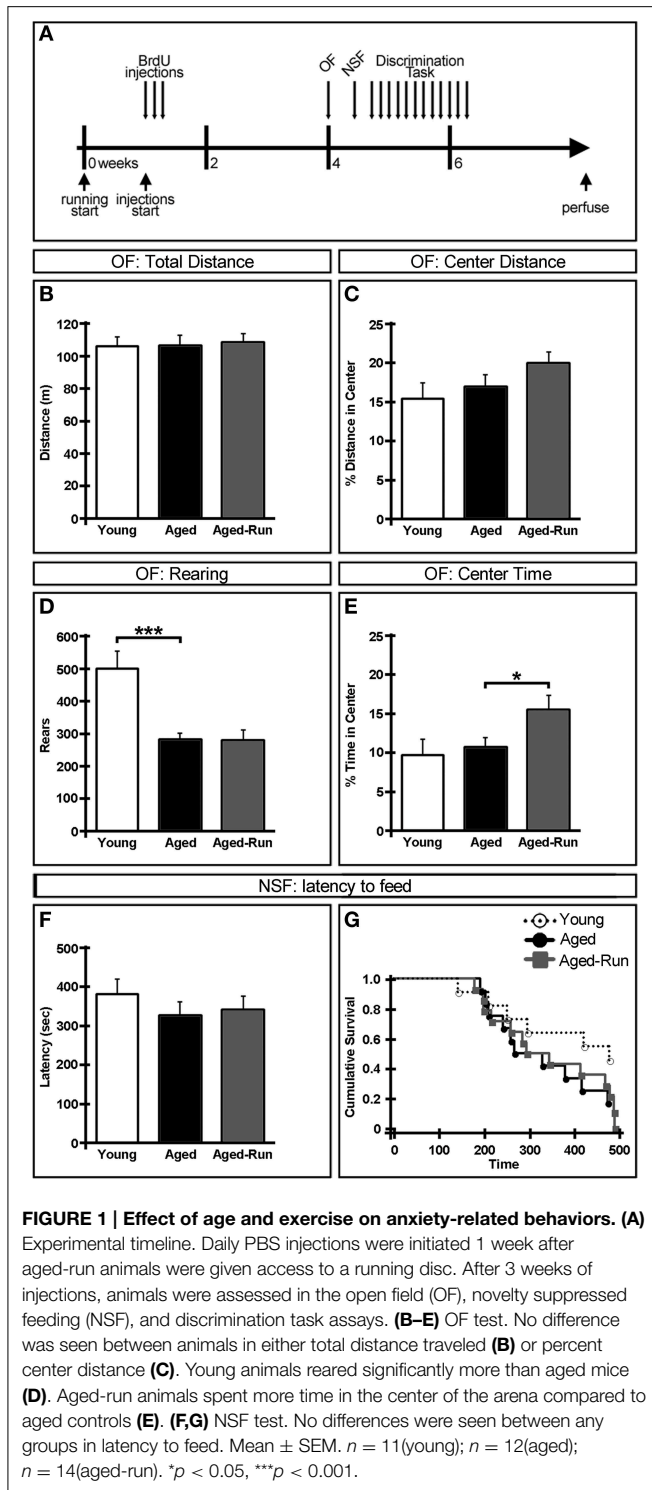 A
BrdU
injections
OF
NSF
Discrimination
Task
0 weeks
2
4
6
running
start
injections
start
perfuse
OF: Total Distance
OF: Center Distance
B
120
100
80
60
40
20
0
Distance (m)
Young
Aged
Aged-Run
C
25
20
15
10
5
0
% Distance in Center
Young
Aged
Aged-Run
OF: Rearing
OF: Center Time
D
600
500
400
300
200
100
0
Rears
***
Young
Aged
Aged-Run
E
25
20
15
10
5
0
% Time in Center
*
Young
Aged
Aged-Run
NSF: latency to feed
F
500
400
300
200
100
0
Latency (sec)
Young
Aged
Aged-Run
G
Young
Aged
Aged-Run
1.0
0.8
0.6
0.4
0.2
0
Cumulative Survival
0
100
200
300
400
500
Time
FIGURE 1 | Effect of age and exercise on anxiety-related behaviors. (A)
Experimental timeline. Daily PBS injections were initiated 1 week after
aged-run animals were given access to a running disc. After 3 weeks of
injections, animals were assessed in the open field (OF), novelty suppressed
feeding (NSF), and discrimination task assays. (B–E) OF test. No difference
was seen between animals in either total distance traveled (B) or percent
center distance (C). Young animals reared significantly more than aged mice
(D). Aged-run animals spent more time in the center of the arena compared to
aged controls (E). (F,G) NSF test. No differences were seen between any
groups in latency to feed. Mean ± SEM. n = 11(young); n = 12(aged);
n = 14(aged-run). *p < 0.05, ***p < 0.001.